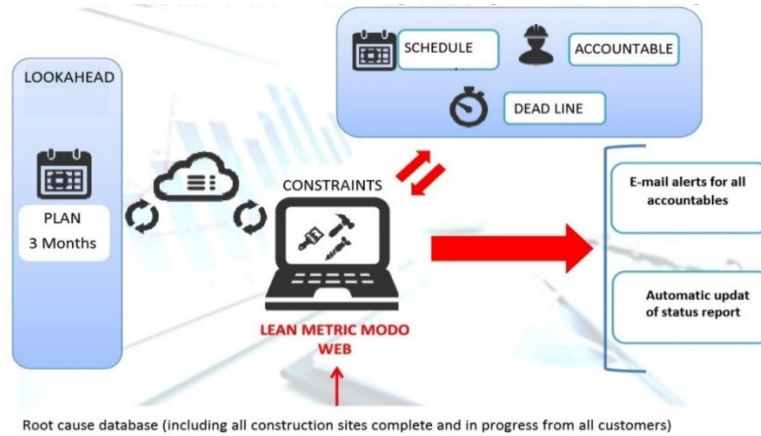 SCHEDULE
ACCOUNTABLE
DEAD LINE
LOOKAHEAD
PLAN
3 Months
CONSTRAINTS
LEAN METRIC MODO
WEB
E-mail alerts for all
accountables
Automatic updat
of status report
Root cause database (including all construction sites complete and in progress from all customers)